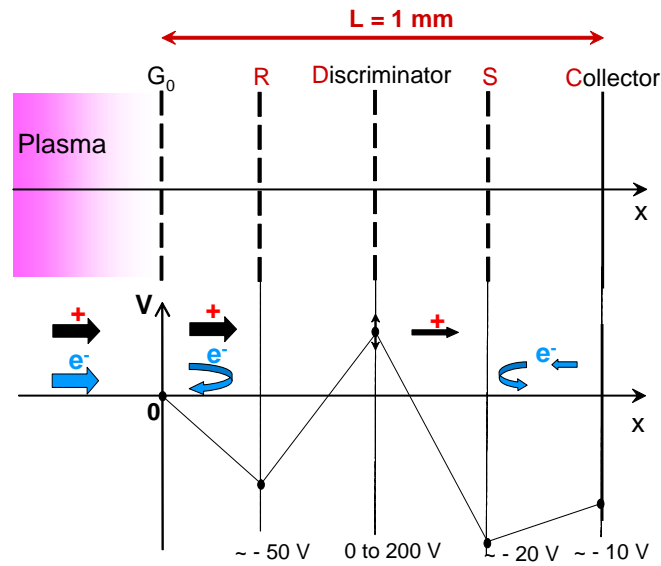 L = 1 mm
G0 R Discriminator S Collector
Plasma
x
V
+ + +
e- e- e-
0
x
~ - 50 V 0 to 200 V ~ - 20 V ~ - 10 V